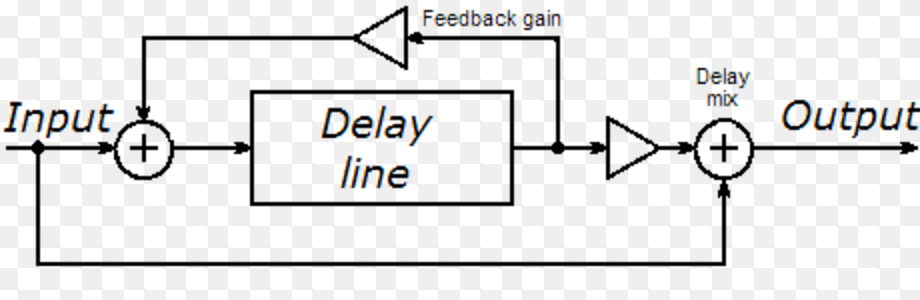 Feedback gain
Delay
mix
Input
Delay
line
Output